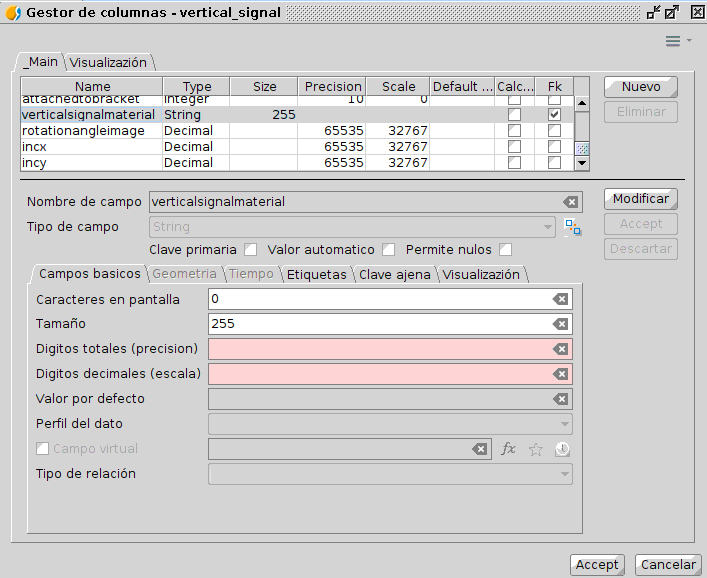 Gestor de columnas - vertical_signal
_Main Visualizazión
Name Type Size Precision Scale Default ... Calc... Fk
attachedtobracket Integer 10 0
verticalsignalmaterial String 255
rotationangleimage Decimal 65535 32767
incx Decimal 65535 32767
incy Decimal 65535 32767
Nuevo
Eliminar
Nombre de campo verticalsignalmaterial
Tipo de campo String
Modificar
Accept
Descartar
Clave primaria Valor automatico Permite nulos
Campos basicos Geometria Tiempo Etiquetas Clave ajena Visualizazión
Caracteres en pantalla 0
Tamaño 255
Digitos totales (precision)
Digitos decimales (escala)
Valor por defecto
Perfil del dato
Campo virtual fx
Tipo de relación
Accept Cancelar